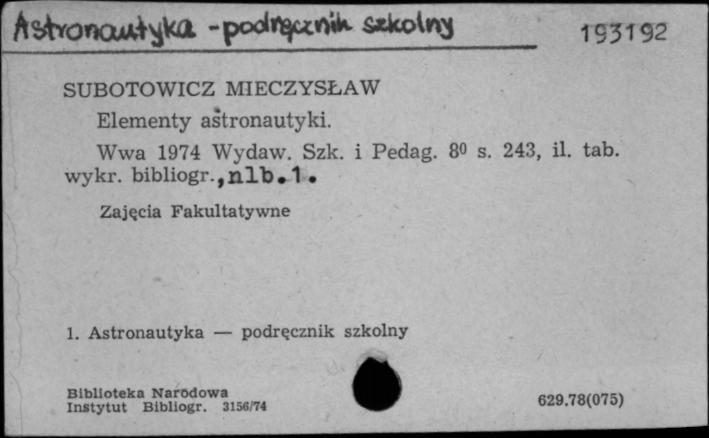 Astronautyka - podręcznik szkolny
193192
SUBOTOWICZ MIECZYSŁAW
Elementy astronautyki.
Wwa 1974 Wydaw. Szk. i Pedag. 8⁰ s. 243, il. tab.
wykr. bibliogr., nlb.1.
Zajęcia Fakultatywne
1. Astronautyka — podręcznik szkolny
Biblioteka Narodowa
Instytut Bibliogr. 3156/74
629.78(075)